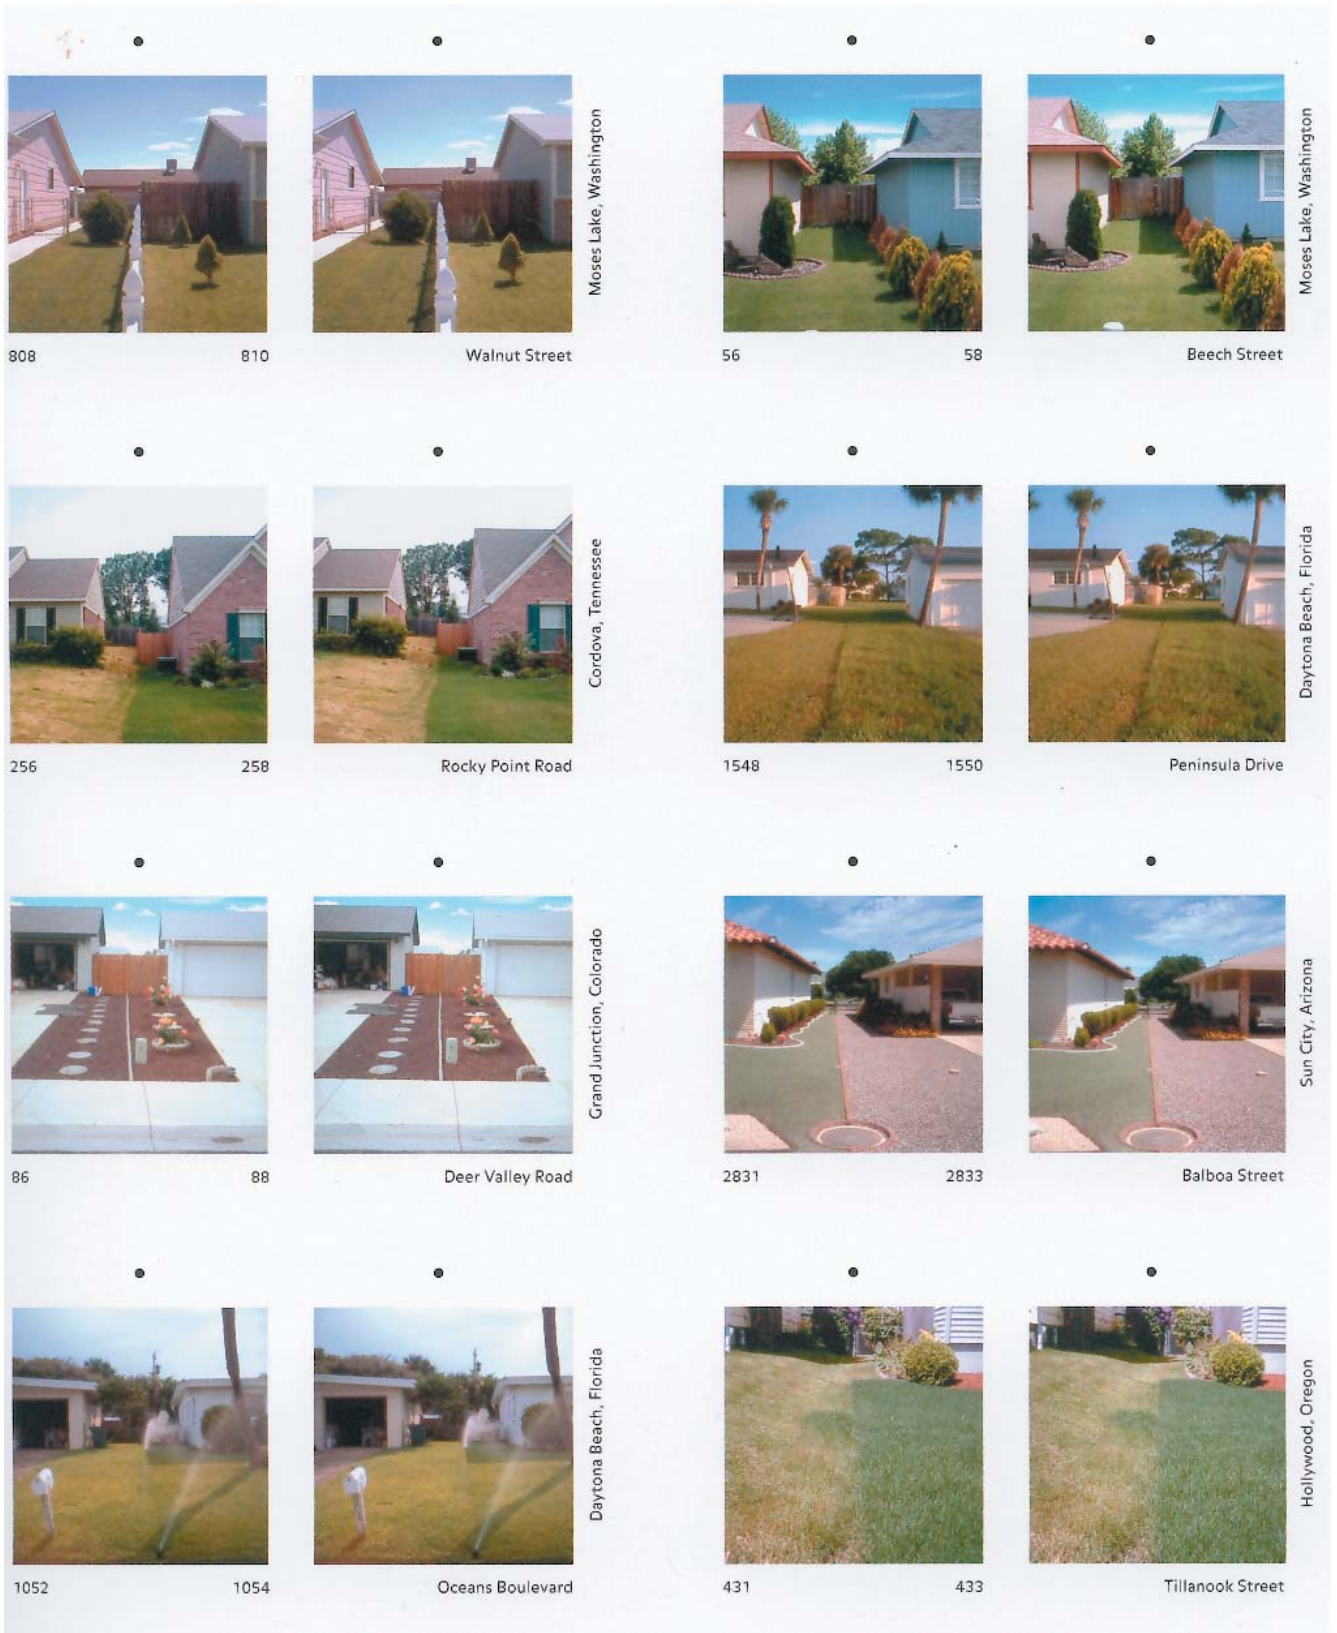 Moses Lake, Washington
808 810 Walnut Street
Moses Lake, Washington
56 58 Beech Street
Cordova, Tennessee
256 258 Rocky Point Road
Daytona Beach, Florida
1548 1550 Peninsula Drive
Grand Junction, Colorado
86 88 Deer Valley Road
Sun City, Arizona
2831 2833 Balboa Street
Daytona Beach, Florida
1052 1054 Oceans Boulevard
Hollywood, Oregon
431 433 Tillanook Street